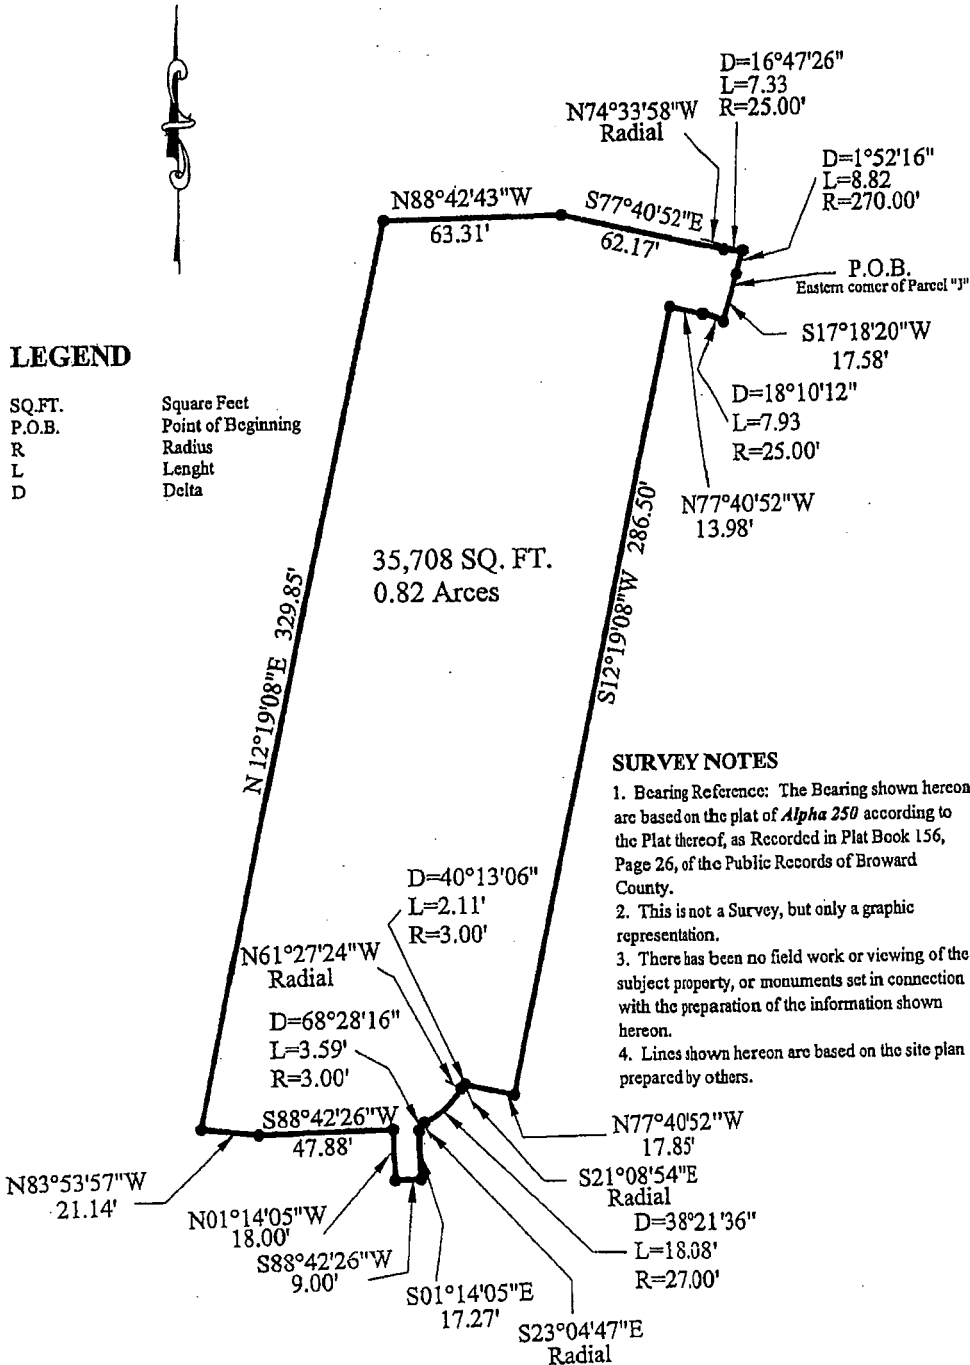 D=16°47'26"
L=7.33
R=25.00'
N74°33'58"W
Radial
D=1°52'16"
L=8.82
R=270.00'
N88°42'43"W
63.31'
S77°40'52"E
62.17'
P.O.B.
Eastern corner of Parcel "J"
S17°18'20"W
17.58'
LEGEND
SQ.FT. Square Feet
P.O.B. Point of Beginning
R Radius
L Lenght
D Delta
D=18°10'12"
L=7.93
R=25.00'
N77°40'52"W
13.98'
35,708 SQ. FT.
0.82 Arces
N 12°19'08"E 329.85'
S12°19'08"W 286.50'
SURVEY NOTES
1. Bearing Reference: The Bearing shown hereon
are based on the plat of Alpha 250 according to
the Plat thereof, as Recorded in Plat Book 156,
Page 26, of the Public Records of Broward
County.
2. This is not a Survey, but only a graphic
representation.
3. There has been no field work or viewing of the
subject property, or monuments set in connection
with the preparation of the information shown
hereon.
4. Lines shown hereon are based on the site plan
prepared by others.
D=40°13'06"
L=2.11'
R=3.00'
N61°27'24"W
Radial
D=68°28'16"
L=3.59'
R=3.00'
S88°42'26"W
47.88'
N77°40'52"W
17.85'
N83°53'57"W
21.14'
S21°08'54"E
Radial
N01°14'05"W
18.00'
D=38°21'36"
L=18.08'
R=27.00'
S88°42'26"W
9.00'
S01°14'05"E
17.27'
S23°04'47"E
Radial